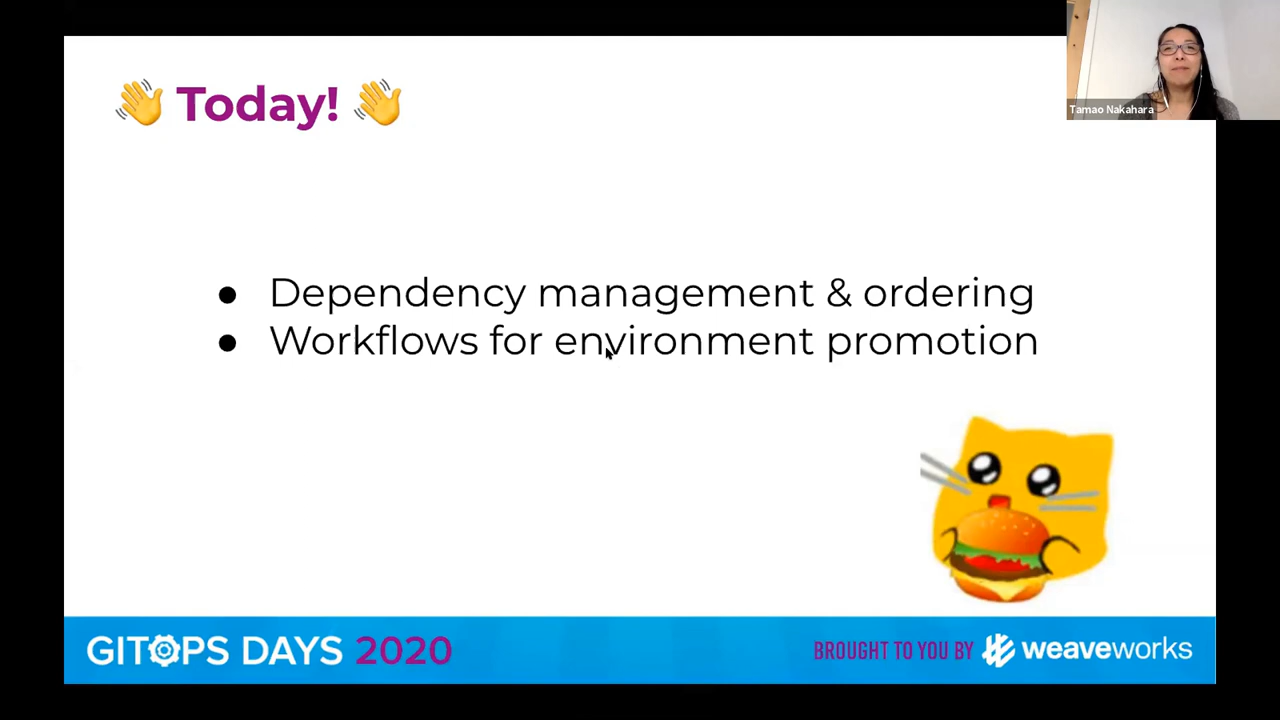 👋 Today! 👋
Tamao Nakahara
● Dependency management & ordering
● Workflows for environment promotion
GITOPS DAYS 2020
BROUGHT TO YOU BY weaveworks